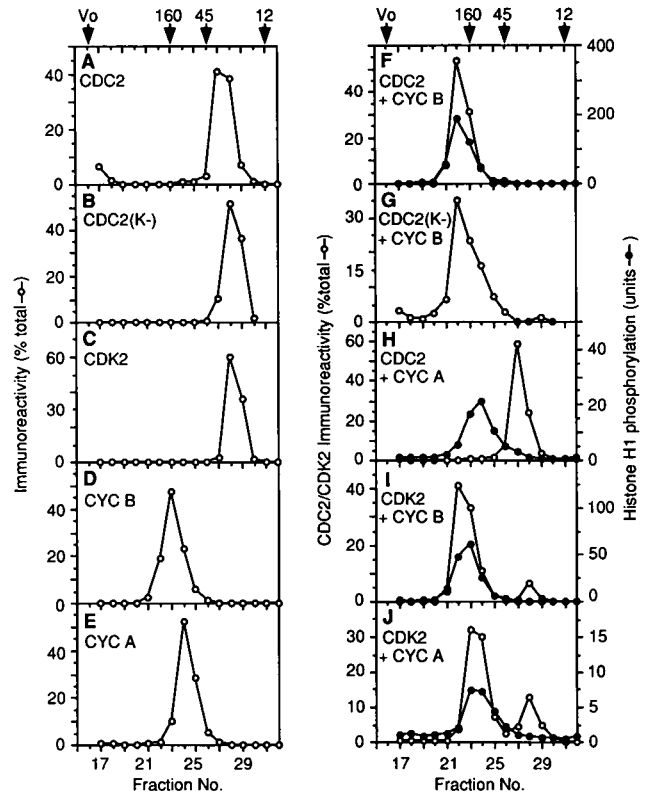 Vo 160 45 12
Vo 160 45 12
Immunoreactivity (% total -o-)
A
CDC2
40
20
0
B
CDC2(K-)
40
20
0
C
CDK2
60
30
0
D
CYC B
40
20
0
E
CYC A
40
20
0
17 21 25 29
Fraction No.
CDC2/CDK2 Immunoreactivity (%total -o-)
Histone H1 phosphorylation (units -●-)
F
CDC2
+ CYC B
40
20
0
400
200
0
G
CDC2(K-)
+ CYC B
30
15
0
H
CDC2
+ CYC A
60
40
20
0
40
20
0
I
CDK2
+ CYC B
40
20
0
100
50
0
J
CDK2
+ CYC A
30
20
10
0
15
10
5
0
17 21 25 29
Fraction No.